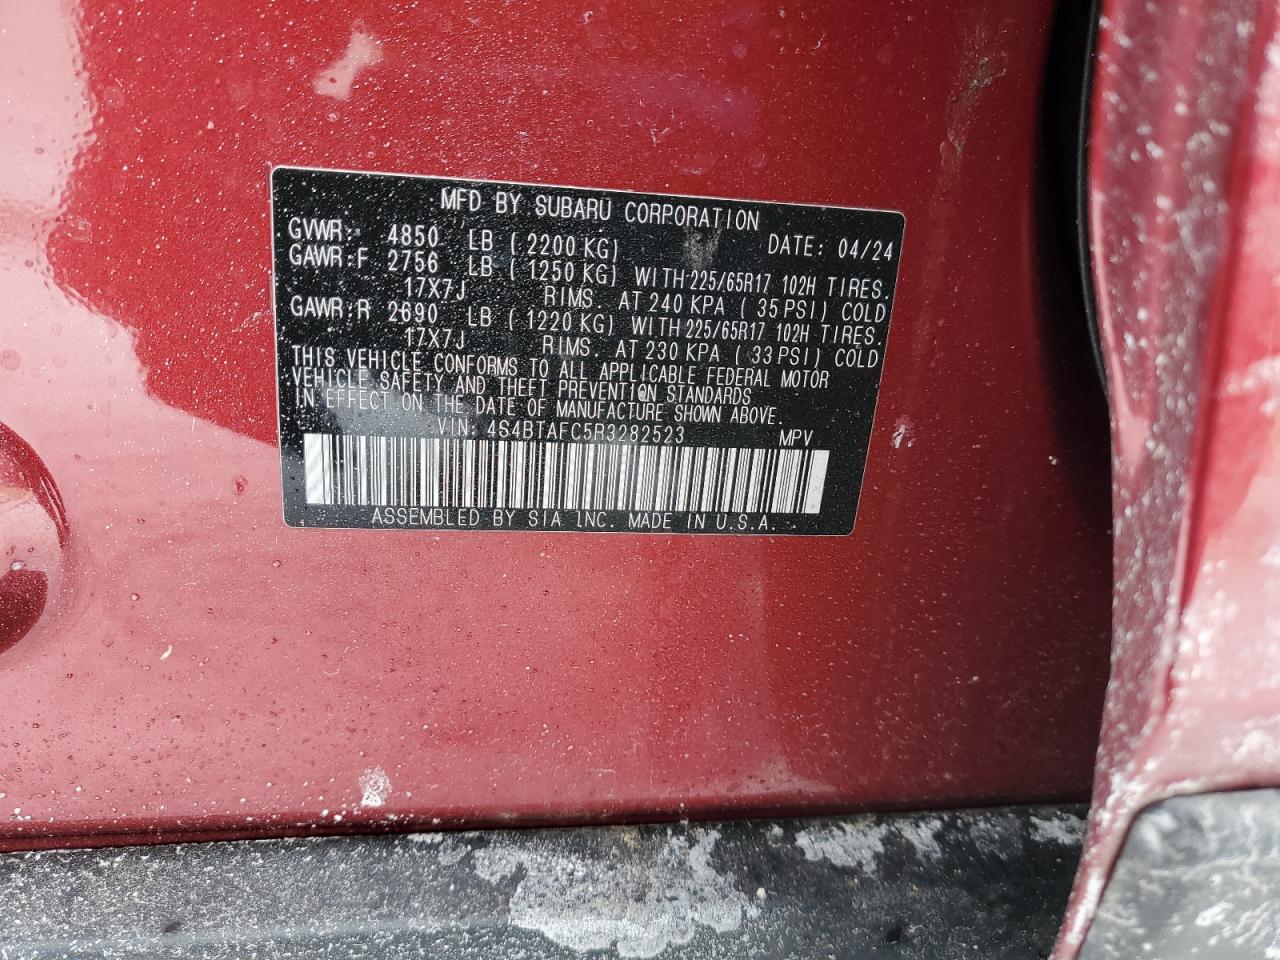 MFD BY SUBARU CORPORATION
GVWR: 4850 LB ( 2200 KG) DATE: 04/24
GAWR:F 2756 LB ( 1250 KG) WITH 225/65R17 102H TIRES.
17X7J RIMS. AT 240 KPA ( 35 PSI) COLD
GAWR:R 2690 LB ( 1220 KG) WITH 225/65R17 102H TIRES.
17X7J RIMS. AT 230 KPA ( 33 PSI) COLD
THIS VEHICLE CONFORMS TO ALL APPLICABLE FEDERAL MOTOR
VEHICLE SAFETY AND THEFT PREVENTION STANDARDS
IN EFFECT ON THE DATE OF MANUFACTURE SHOWN ABOVE.
VIN: 4S4BTAFC5R3282523 MPV
ASSEMBLED BY SIA INC. MADE IN U.S.A.